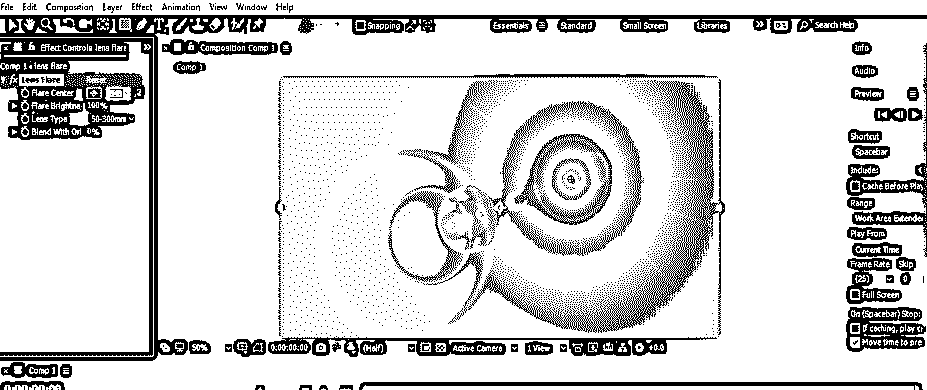 File Edit Composition Layer Effect Animation View Window Help
Snapping Essentials Standard Small Screen Libraries Search Help
Effect Controls lens flare
Composition Comp 1
Info
Comp 1 • lens flare
Comp 1
Audio
Lens Flare Reset
Flare Center
Preview
Flare Brightne 100%
Lens Type 50-300mm
Blend With Ori 0%
Shortcut
Spacebar
Include:
Cache Before Play
Range
Work Area Extended
Play From
Current Time
Frame Rate Skip
(25) 0
Full Screen
On (Spacebar) Stop:
If caching, play c
Move time to pre
50% 0:00:00:00 (Half) Active Camera 1 View +0.0
Comp 1
0:00:00:00